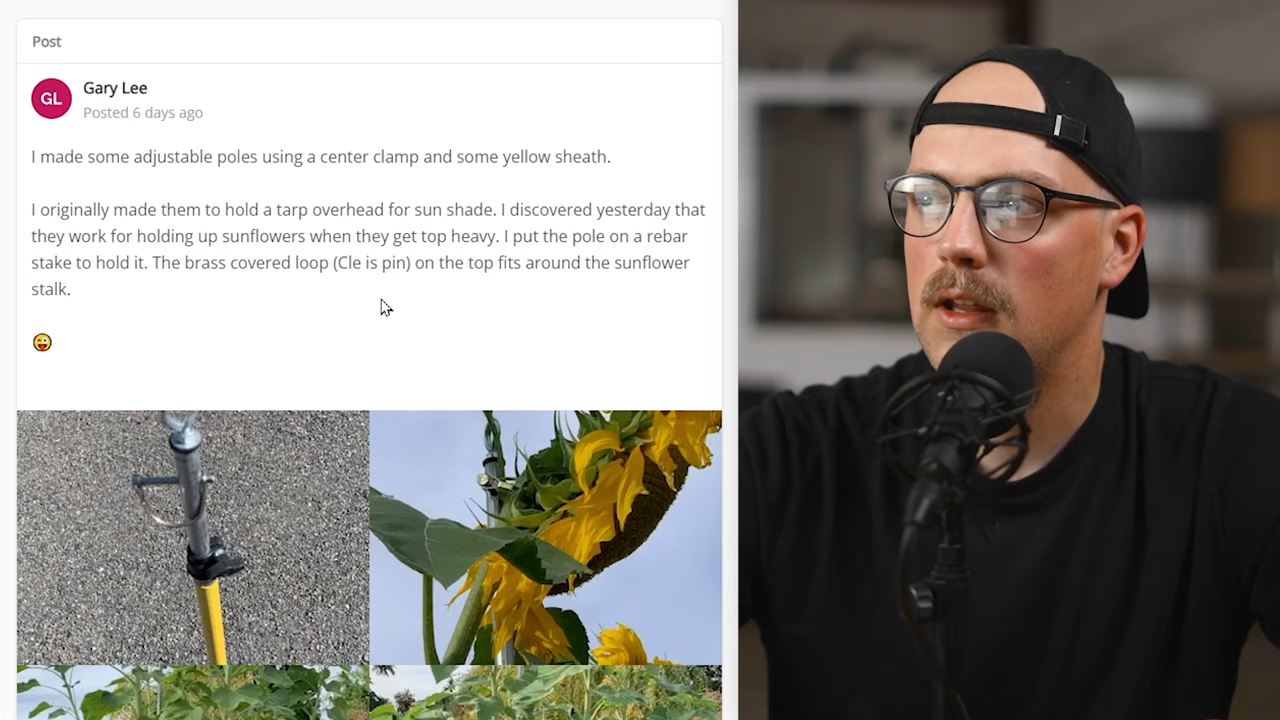 Post
GL
Gary Lee
Posted 6 days ago
I made some adjustable poles using a center clamp and some yellow sheath.
I originally made them to hold a tarp overhead for sun shade. I discovered yesterday that
they work for holding up sunflowers when they get top heavy. I put the pole on a rebar
stake to hold it. The brass covered loop (Cle is pin) on the top fits around the sunflower
stalk.